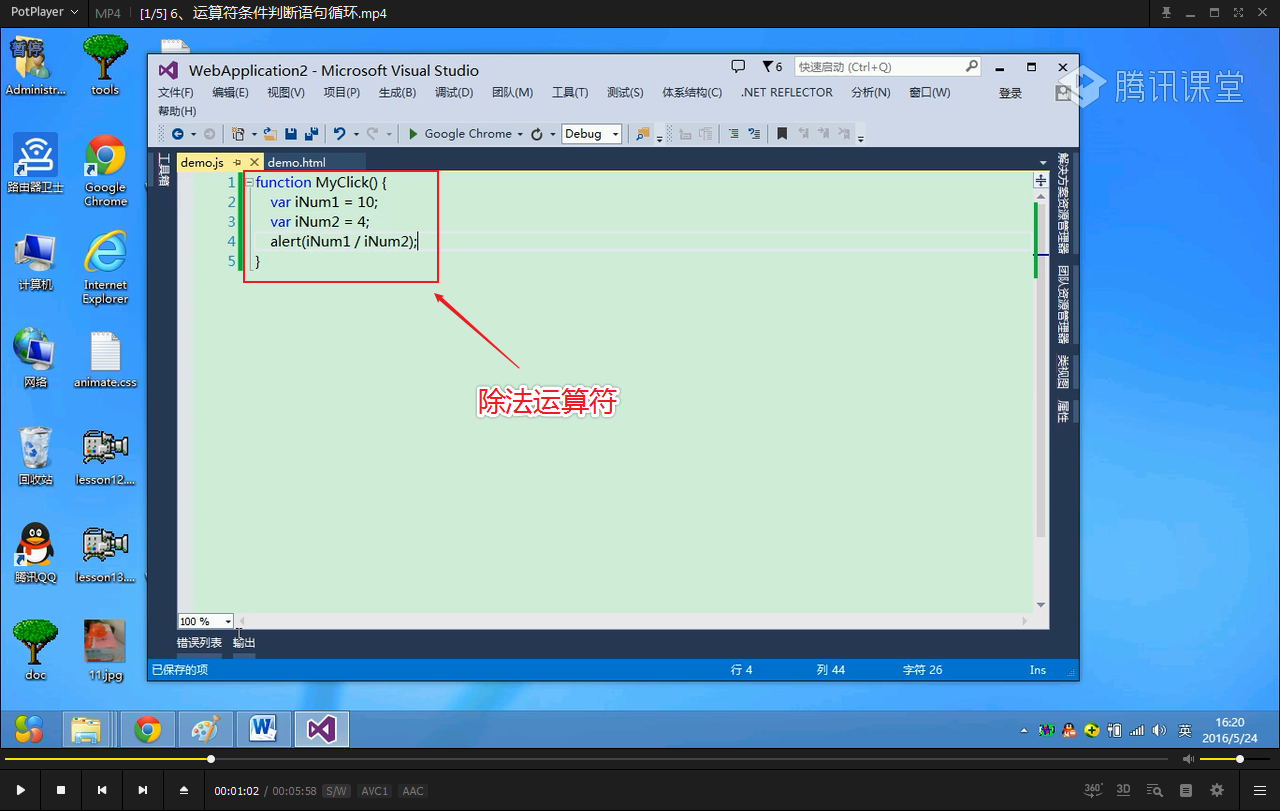 PotPlayer MP4 [1/5] 6、运算符条件判断语句循环.mp4
暂停
Administr...
tools
路由器卫士
Google Chrome
计算机
Internet Explorer
网络
animate.css
回收站
lesson12....
腾讯QQ
lesson13....
doc
11.jpg
腾讯课堂
WebApplication2 - Microsoft Visual Studio
6
快速启动 (Ctrl+Q)
文件(F) 编辑(E) 视图(V) 项目(P) 生成(B) 调试(D) 团队(M) 工具(T) 测试(S) 体系结构(C) .NET REFLECTOR 分析(N) 窗口(W) 登录
帮助(H)
Google Chrome Debug
工具箱
demo.js demo.html
1 function MyClick() {
2 var iNum1 = 10;
3 var iNum2 = 4;
4 alert(iNum1 / iNum2);
5 }
除法运算符
解决方案资源管理器
团队资源管理器
类视图
属性
100 %
错误列表 输出
已保存的项 行 4 列 44 字符 26 Ins
英
16:20
2016/5/24
00:01:02 / 00:05:58 S/W AVC1 AAC
360° 3D